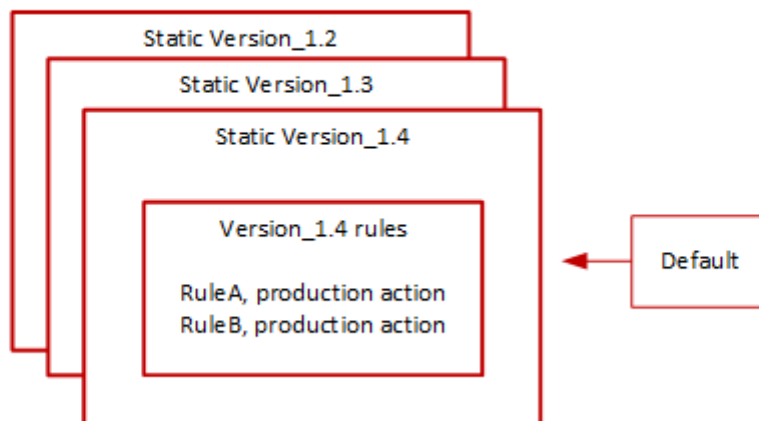 Static Version_1.2
Static Version_1.3
Static Version_1.4
Version_1.4 rules
RuleA, production action
RuleB, production action
Default